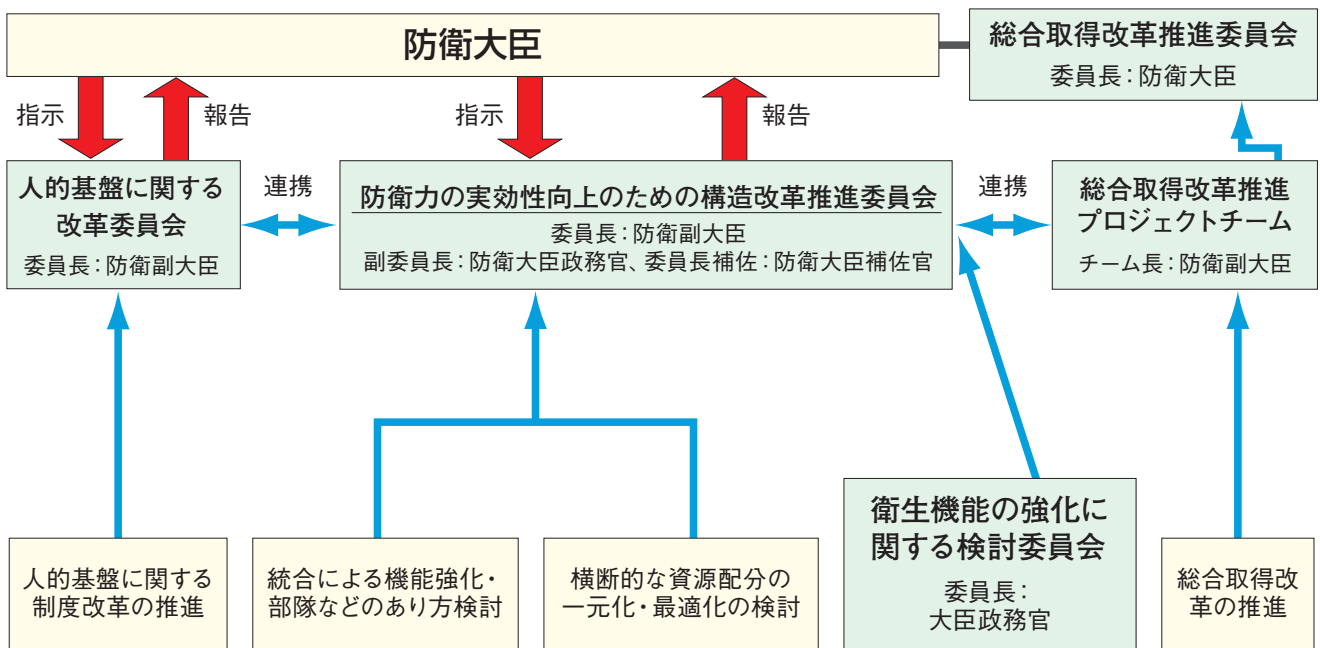 防衛大臣
総合取得改革推進委員会
委員長：防衛大臣
指示
報告
指示
報告
人的基盤に関する
改革委員会
委員長：防衛副大臣
連携
防衛力の実効性向上のための構造改革推進委員会
委員長：防衛副大臣
副委員長：防衛大臣政務官、委員長補佐：防衛大臣補佐官
連携
総合取得改革推進
プロジェクトチーム
チーム長：防衛副大臣
人的基盤に関する
制度改革の推進
統合による機能強化・
部隊などのあり方検討
横断的な資源配分の
一元化・最適化の検討
衛生機能の強化に
関する検討委員会
委員長：
大臣政務官
総合取得改
革の推進